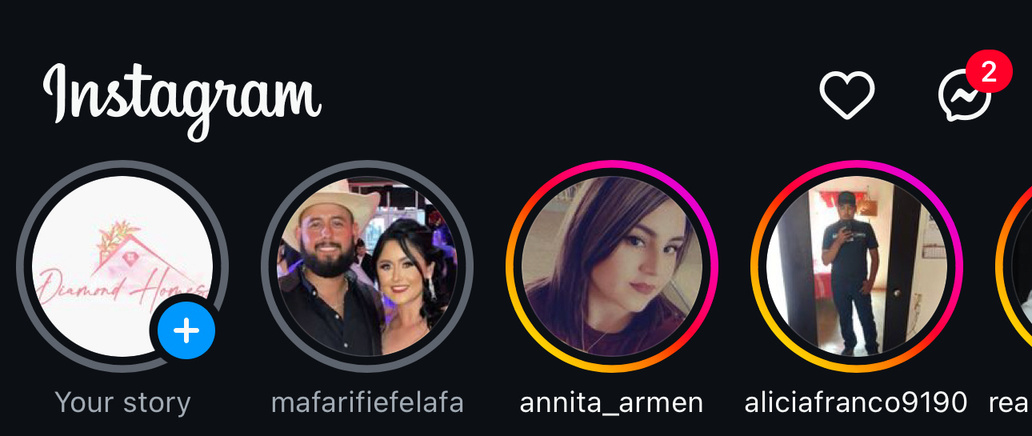 Instagram
2
Diamond Homes
Your story
mafarifiefelafa
annita_armen
aliciafranco9190
rea